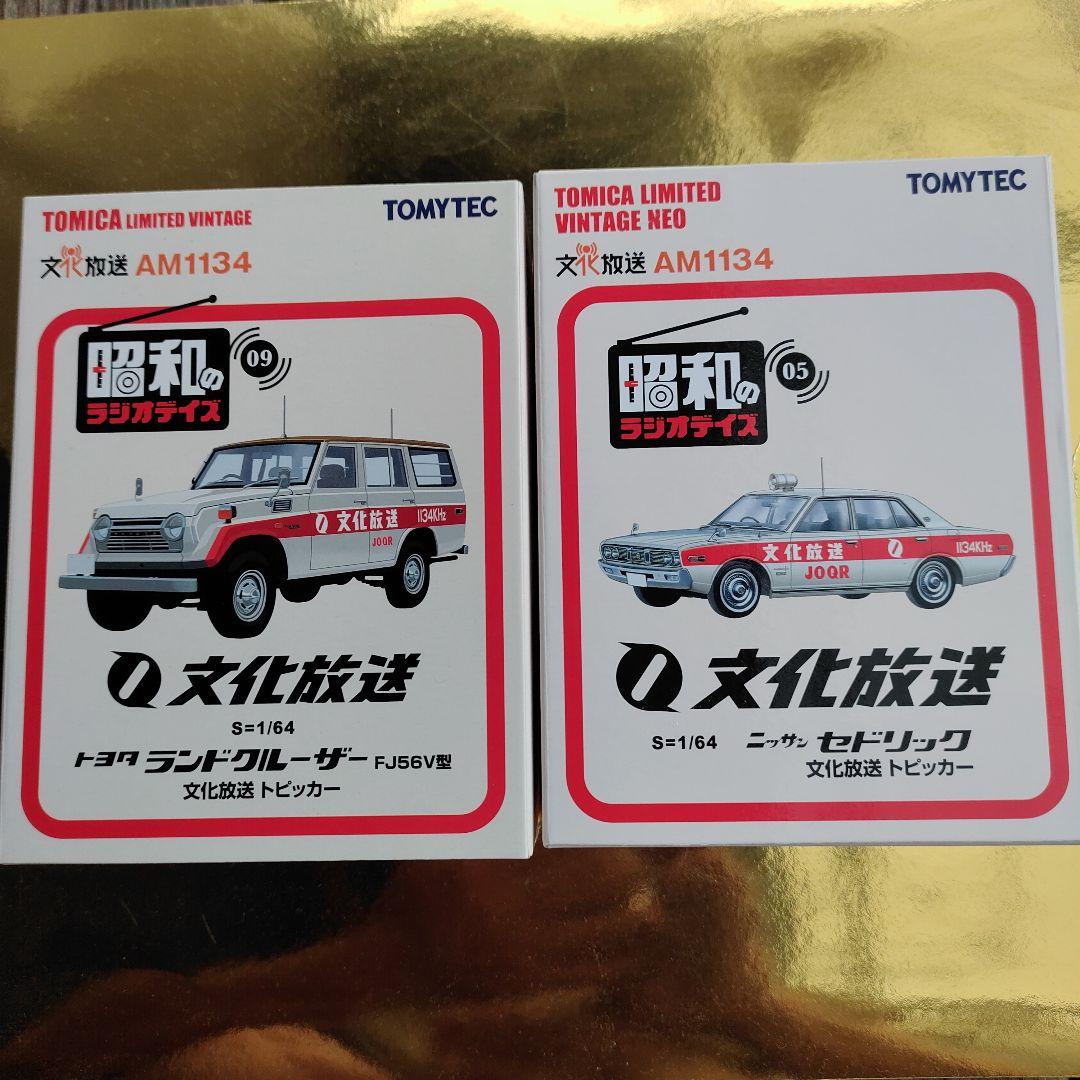 TOMICA LIMITED VINTAGE
TOMYTEC
文化放送 AM1134
昭和の
ラジオデイズ
09
文化放送
1134KHz
JOQR
文化放送
S=1/64
トヨタ ランドクルーザー FJ56V型
文化放送 トピッカー
TOMICA LIMITED
VINTAGE NEO
TOMYTEC
文化放送 AM1134
昭和の
ラジオデイズ
05
文化放送
1134KHz
JOQR
文化放送
S=1/64 ニッサン セドリック
文化放送 トピッカー